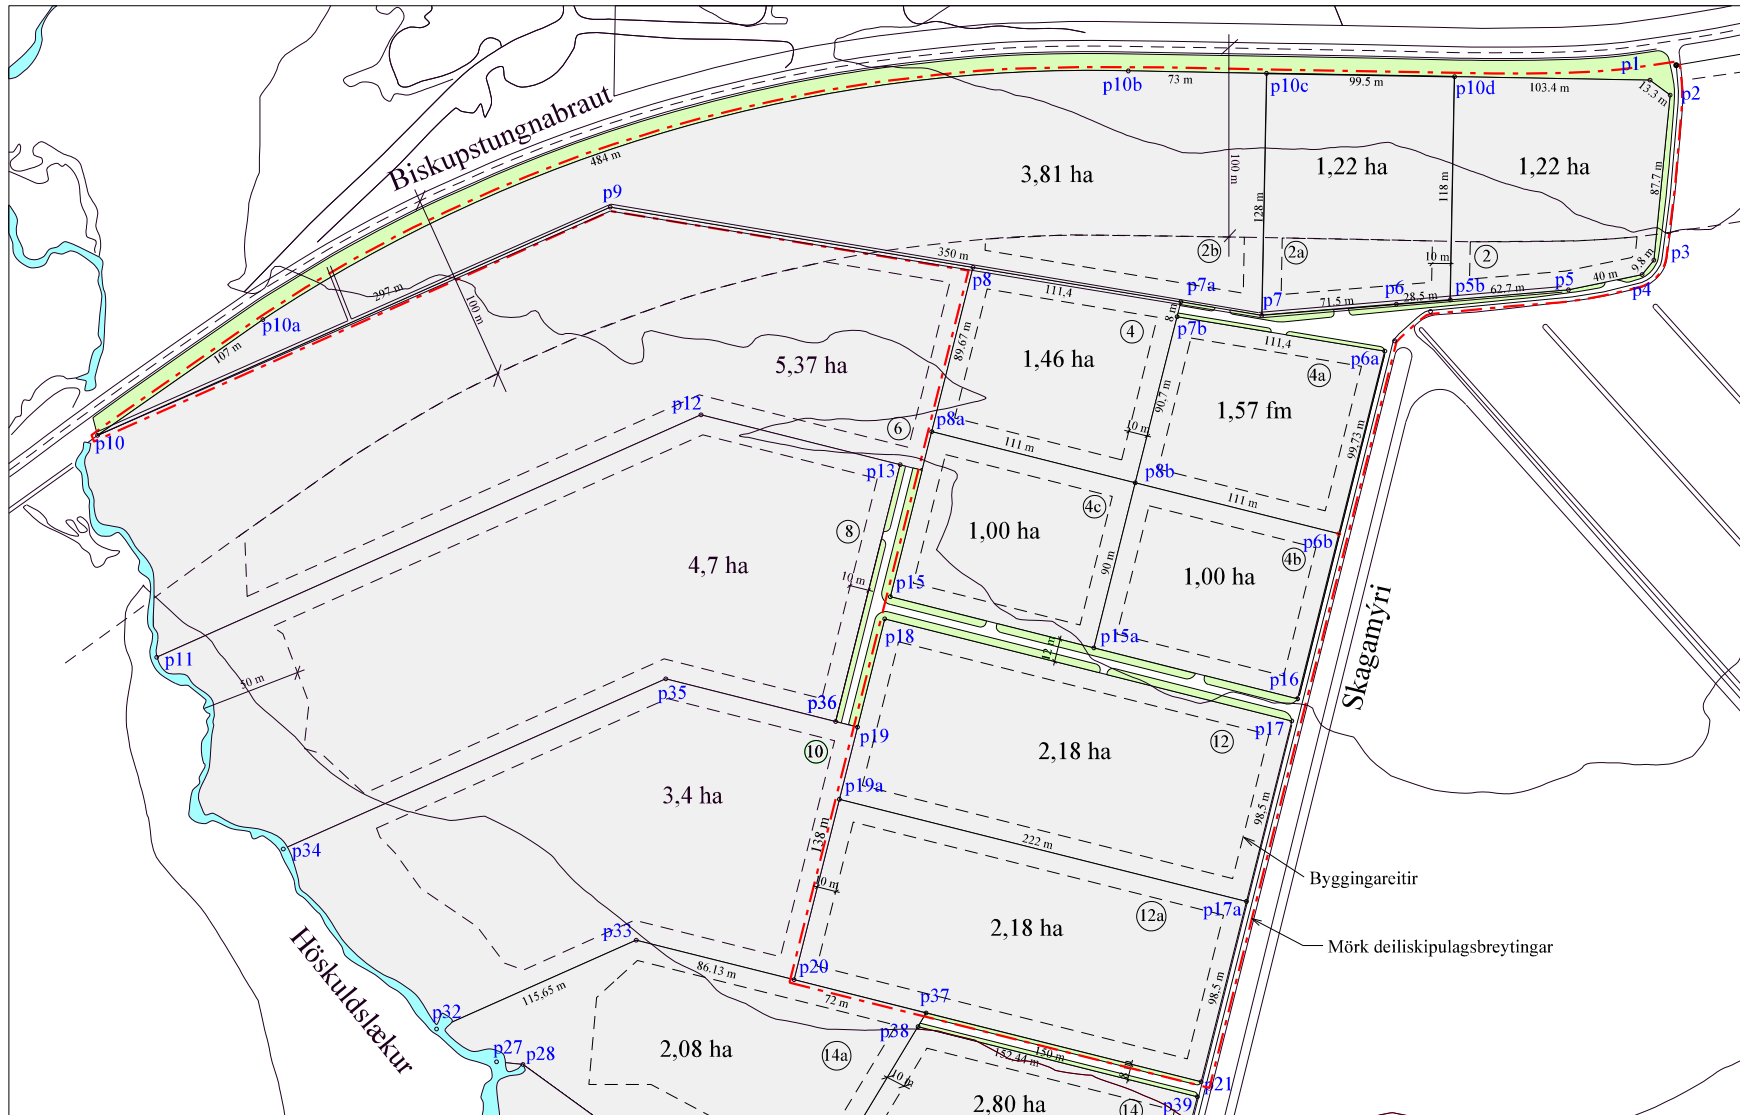 p1
p10b
73 m
p10c
99.5 m
p10d
103.4 m
13.3 m
p2
Biskupstungnabraut
484 m
3,81 ha
100 m
1,22 ha
118 m
1,22 ha
87.7 m
p9
128 m
350 m
2b
2a
10 m
2
p3
9.8 m
p10a
297 m
107 m
100 m
p8
111.4
p7a
8 m
p7
71.5 m
p6
28.5 m
p5b
62.7 m
p5
40 m
p4
p7b
111,4
4
89.67 m
1,46 ha
p6a
4a
5,37 ha
90.7 m
1,57 fm
p12
6
p8a
10 m
99,73 m
p10
111 m
p13
p8b
111 m
8
4c
1,00 ha
p6b
4b
4,7 ha
10 m
90 m
1,00 ha
p15
p18
p15a
12 m
Skagamýri
p11
50 m
p35
p36
p16
p17
p19
10
12
2,18 ha
3,4 ha
p19a
98,5 m
138 m
222 m
p34
Byggingareitir
10 m
p17a
12a
2,18 ha
p33
Mörk deiliskipulagsbreytingar
Höskuldslækur
86.13 m
p20
72 m
115,65 m
p37
98,5 m
p32
p38
2,08 ha
14a
150 m
152.44 m
p27
p28
10 m
p21
2,80 ha
14
p39